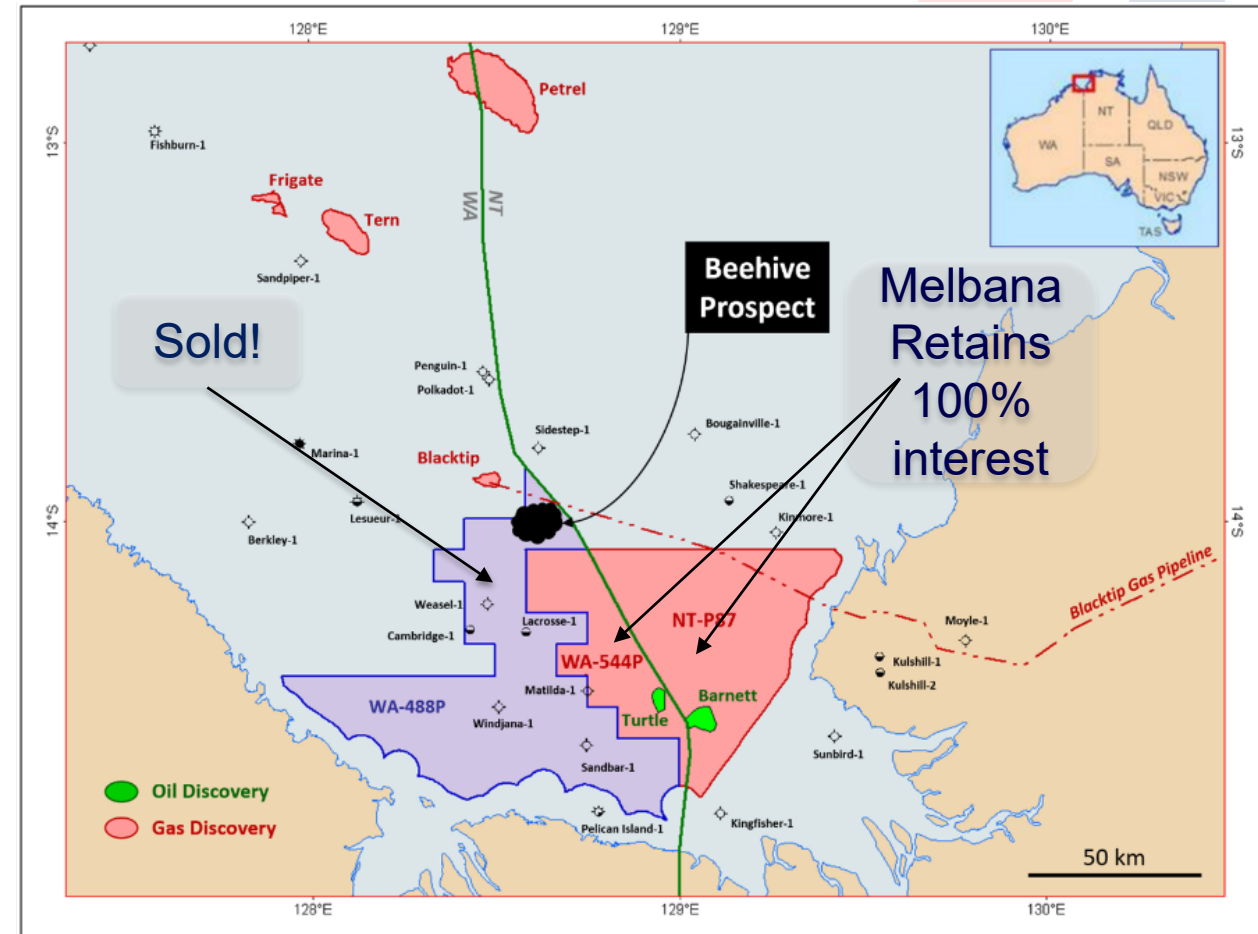 128°E
129°E
130°E
13°S
13°S
14°S
14°S
128°E
129°E
130°E
Petrel
Fishburn-1
Frigate
Tern
Sandpiper-1
NT
WA
WA
NT
QLD
SA
NSW
VIC
TAS
Beehive
Prospect
Sold!
Melbana
Retains
100%
interest
Penguin-1
Polkadot-1
Sidestep-1
Bougainville-1
Marina-1
Blacktip
Lesueur-1
Shakespeare-1
Berkley-1
Kinmore-1
Blacktip Gas Pipeline
Weasel-1
Cambridge-1
Lacrosse-1
NT-P87
WA-544P
Moyle-1
Kulshill-1
Kulshill-2
WA-488P
Matilda-1
Windjana-1
Turtle
Barnett
Sandbar-1
Sunbird-1
Pelican Island-1
Kingfisher-1
Oil Discovery
Gas Discovery
50 km